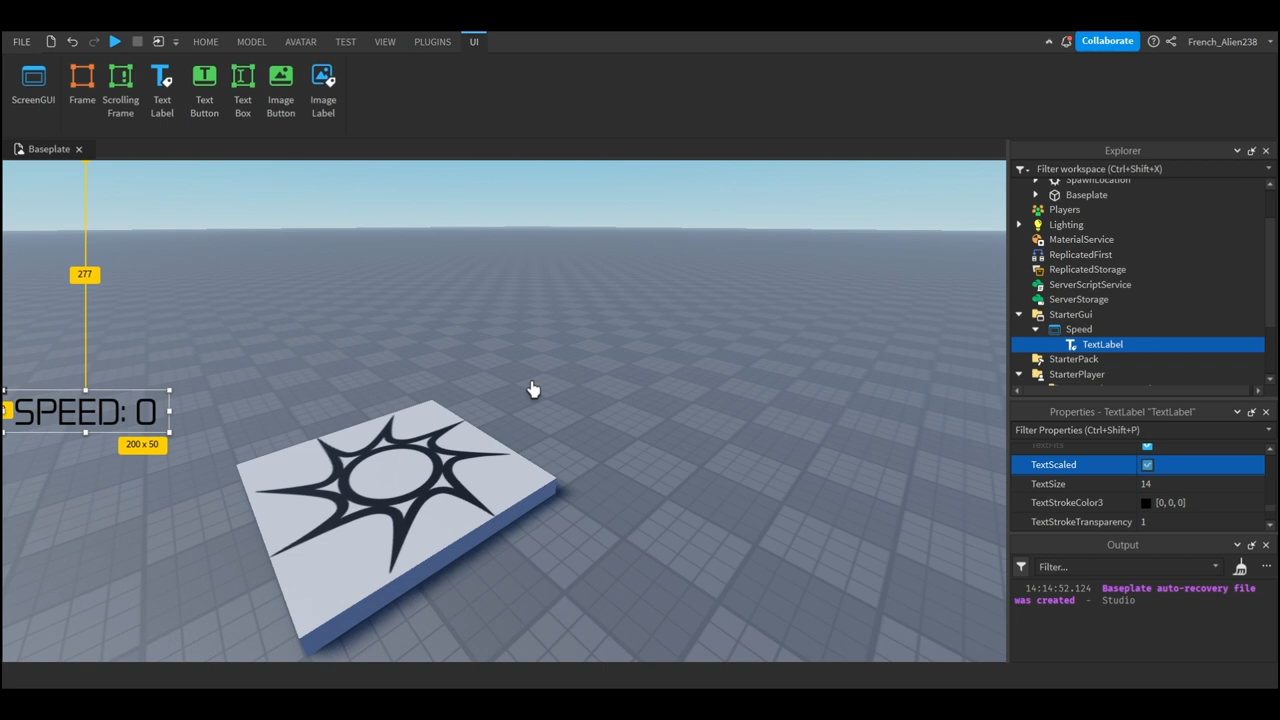 FILE HOME MODEL AVATAR TEST VIEW PLUGINS UI Collaborate French_Alien238
ScreenGUI Frame Scrolling Frame Text Label Text Button Text Box Image Button Image Label
Baseplate
277
SPEED: 0
200 x 50
Explorer
Filter workspace (Ctrl+Shift+X)
SpawnLocation
Baseplate
Players
Lighting
MaterialService
ReplicatedFirst
ReplicatedStorage
ServerScriptService
ServerStorage
StarterGui
Speed
TextLabel
StarterPack
StarterPlayer
Properties - TextLabel "TextLabel"
Filter Properties (Ctrl+Shift+P)
TextScaled
TextSize 14
TextStrokeColor3 [0, 0, 0]
TextStrokeTransparency 1
Output
Filter...
14:14:52.124 Baseplate auto-recovery file
was created - Studio